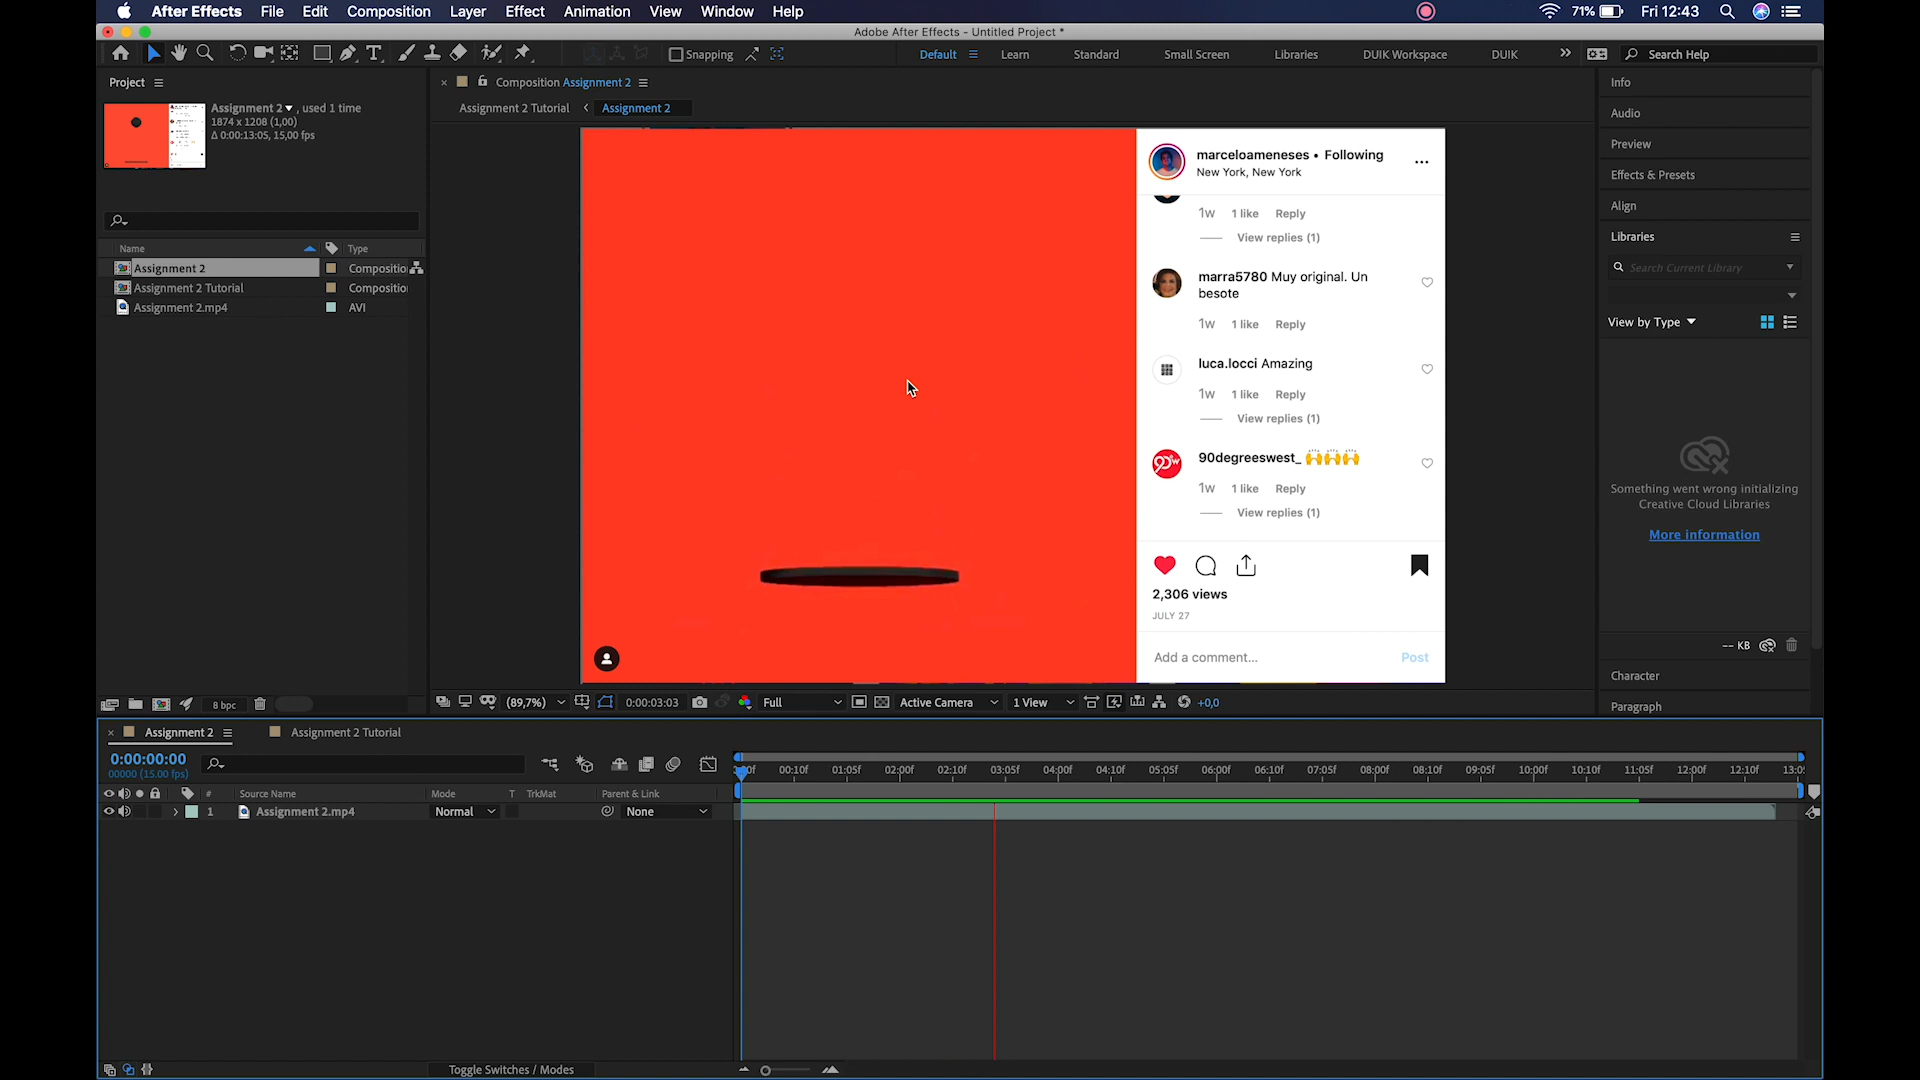 After Effects File Edit Composition Layer Effect Animation View Window Help 71% Fri 12:43
Adobe After Effects - Untitled Project *
Snapping Default Learn Standard Small Screen Libraries DUIK Workspace DUIK Search Help
Project
Assignment 2 , used 1 time
1874 x 1208 (1,00)
Δ 0:00:13:05, 15,00 fps
Name Type
Assignment 2 Compositio
Assignment 2 Tutorial Compositio
Assignment 2.mp4 AVI
8 bpc
Composition Assignment 2
Assignment 2 Tutorial Assignment 2
marceloameneses • Following
New York, New York
1w 1 like Reply
View replies (1)
marra5780 Muy original. Un
besote
1w 1 like Reply
luca.locci Amazing
1w 1 like Reply
View replies (1)
90degreeswest_ 🙌🙌🙌
1w 1 like Reply
View replies (1)
2,306 views
JULY 27
Add a comment... Post
(89,7%) 0:00:03:03 Full Active Camera 1 View +0,0
Info
Audio
Preview
Effects & Presets
Align
Libraries
Search Current Library
View by Type
Something went wrong initializing
Creative Cloud Libraries
More information
-- KB
Character
Paragraph
Assignment 2 Assignment 2 Tutorial
0:00:00:00
00000 (15.00 fps)
00:10f 01:05f 02:00f 02:10f 03:05f 04:00f 04:10f 05:05f 06:00f 06:10f 07:05f 08:00f 08:10f 09:05f 10:00f 10:10f 11:05f 12:00f 12:10f
# Source Name Mode T TrkMat Parent & Link
1 Assignment 2.mp4 Normal None
Toggle Switches / Modes